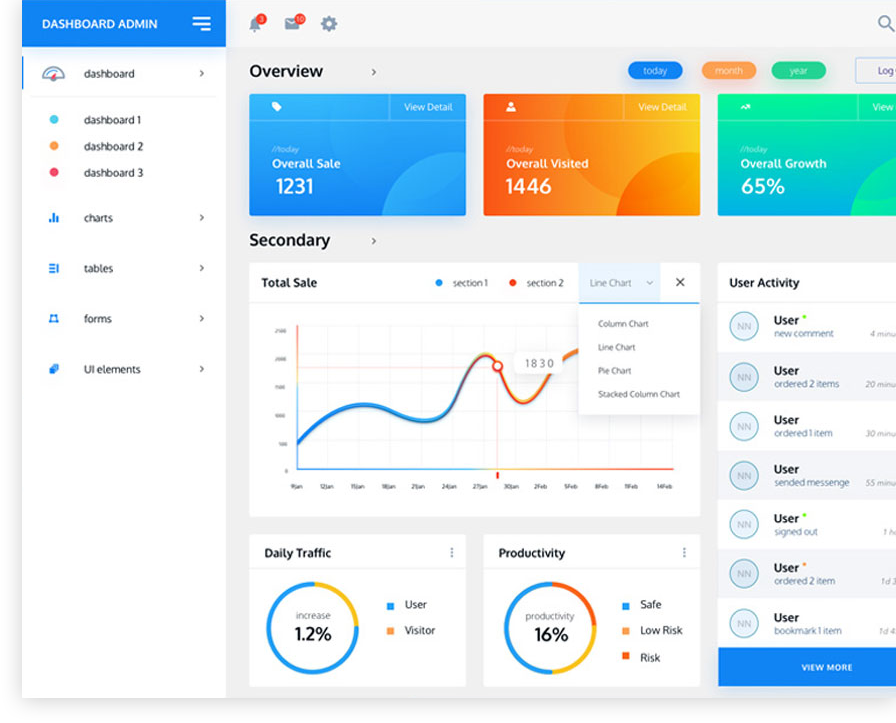 DASHBOARD ADMIN
3
10
dashboard
dashboard 1
dashboard 2
dashboard 3
charts
tables
forms
UI elements
Overview
today
month
year
Log
View Detail
//today
Overall Sale
1231
View Detail
//today
Overall Visited
1446
View
//today
Overall Growth
65%
Secondary
Total Sale
section 1
section 2
Line Chart
Column Chart
Line Chart
Pie Chart
Stacked Column Chart
2500
2000
1500
1000
500
0
1830
9Jan 12Jan 15Jan 18Jan 21Jan 24Jan 27Jan 30Jan 2Feb 5Feb 8Feb 11Feb 14Feb
User Activity
NN
User
new comment
4 minu
NN
User
ordered 2 items
20 minu
NN
User
ordered 1 item
30 minu
NN
User
sended messenge
55 minu
NN
User
signed out
1 h
NN
User
ordered 2 item
1d 3
NN
User
bookmark 1 item
1d 4
VIEW MORE
Daily Traffic
increase
1.2%
User
Visitor
Productivity
productivity
16%
Safe
Low Risk
Risk